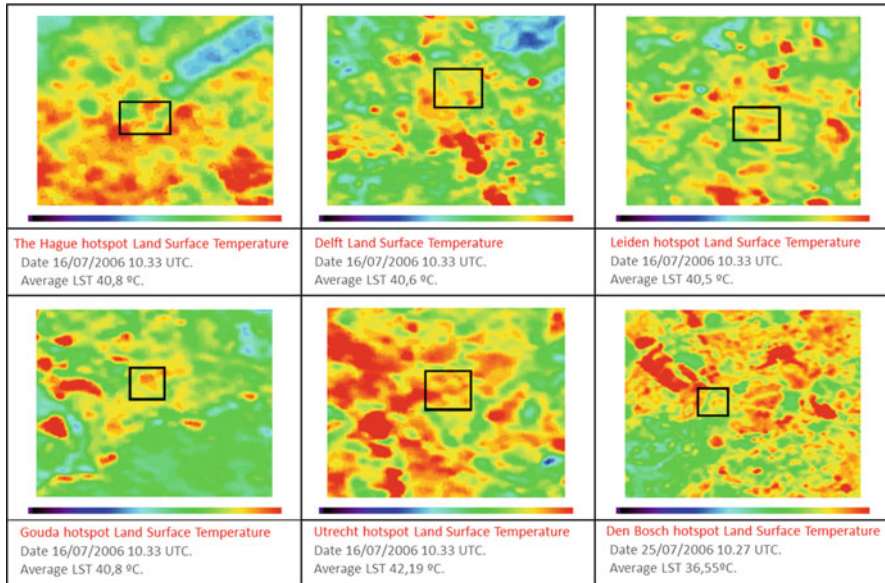 The Hague hotspot Land Surface Temperature
Date 16/07/2006 10.33 UTC.
Average LST 40,8 ºC.
Delft Land Surface Temperature
Date 16/07/2006 10.33 UTC.
Average LST 40,6 ºC.
Leiden hotspot Land Surface Temperature
Date 16/07/2006 10.33 UTC.
Average LST 40,5 ºC.
Gouda hotspot Land Surface Temperature
Date 16/07/2006 10.33 UTC.
Average LST 40,8 ºC.
Utrecht hotspot Land Surface Temperature
Date 16/07/2006 10.33 UTC.
Average LST 42,19 ºC.
Den Bosch hotspot Land Surface Temperature
Date 25/07/2006 10.27 UTC.
Average LST 36,55ºC.